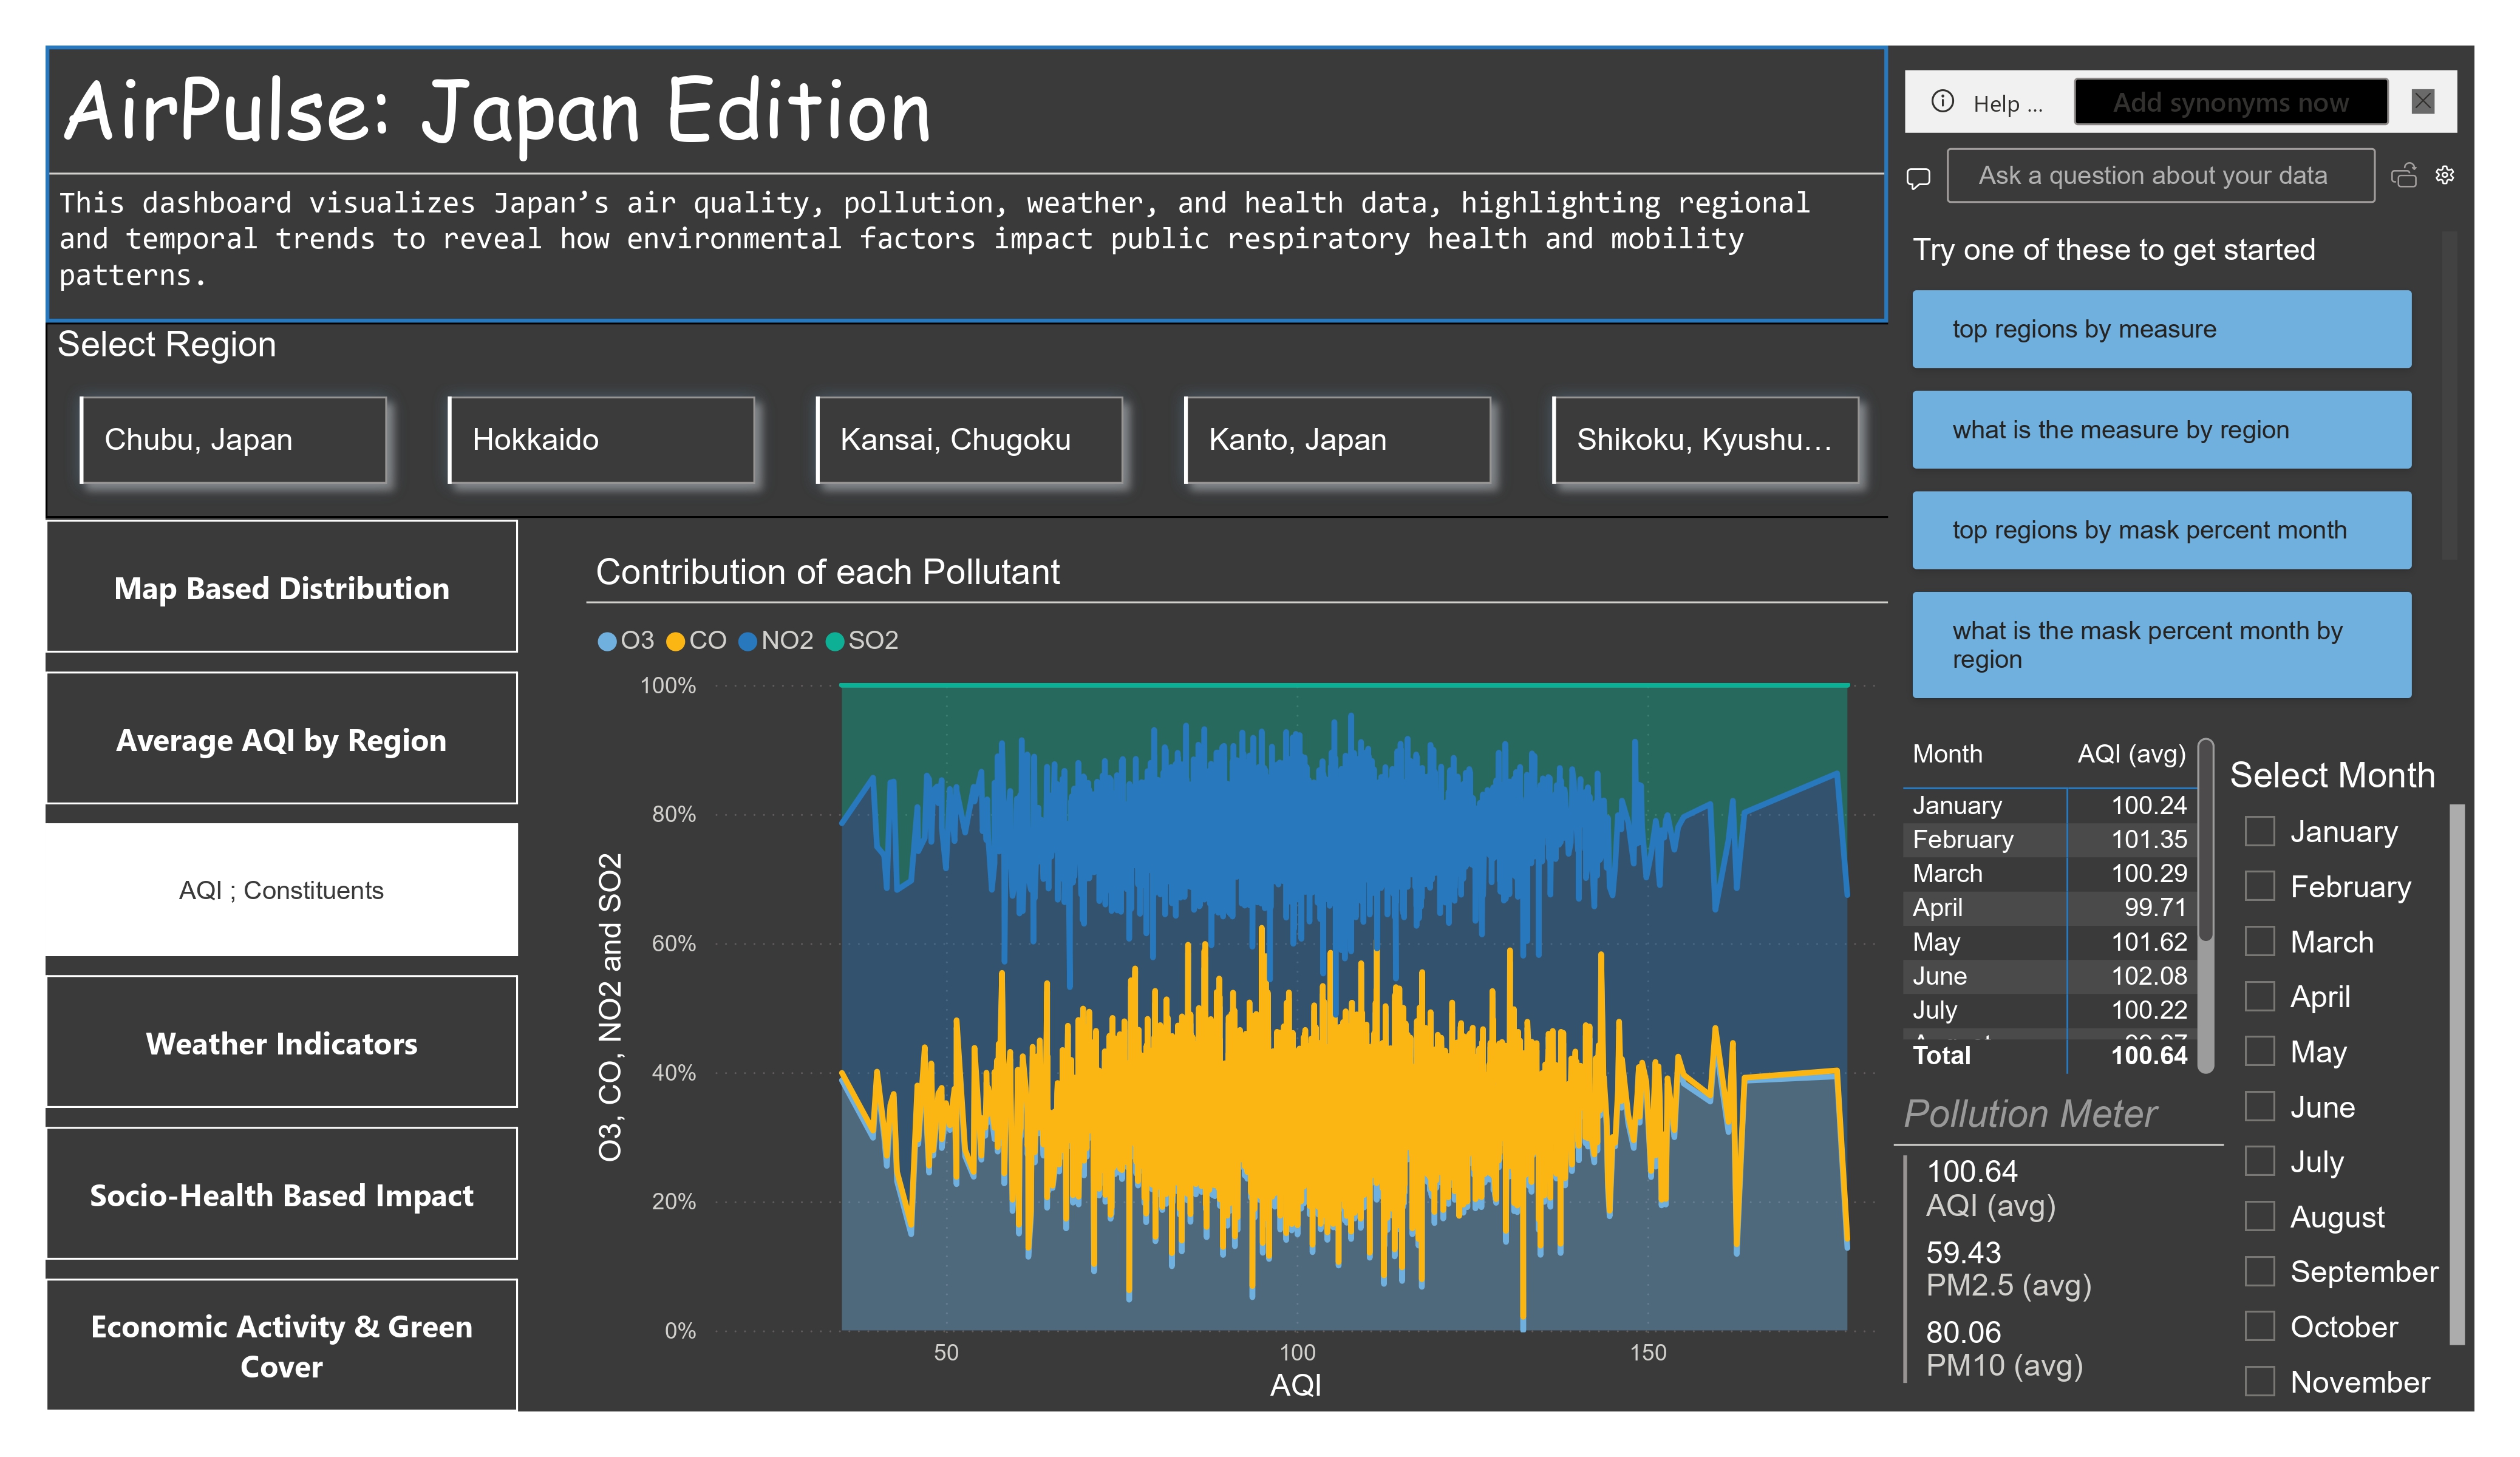 AirPulse: Japan Edition
This dashboard visualizes Japan’s air quality, pollution, weather, and health data, highlighting regional
and temporal trends to reveal how environmental factors impact public respiratory health and mobility
patterns.
Help ...
Add synonyms now
Ask a question about your data
Try one of these to get started
top regions by measure
what is the measure by region
top regions by mask percent month
what is the mask percent month by
region
Select Region
Chubu, Japan
Hokkaido
Kansai, Chugoku
Kanto, Japan
Shikoku, Kyushu…
Map Based Distribution
Average AQI by Region
AQI ; Constituents
Weather Indicators
Socio-Health Based Impact
Economic Activity & Green
Cover
Contribution of each Pollutant
O3 CO NO2 SO2
O3, CO, NO2 and SO2
100%
80%
60%
40%
20%
0%
50 100 150
AQI
Month AQI (avg)
January 100.24
February 101.35
March 100.29
April 99.71
May 101.62
June 102.08
July 100.22
Total 100.64
Pollution Meter
100.64
AQI (avg)
59.43
PM2.5 (avg)
80.06
PM10 (avg)
Select Month
January
February
March
April
May
June
July
August
September
October
November